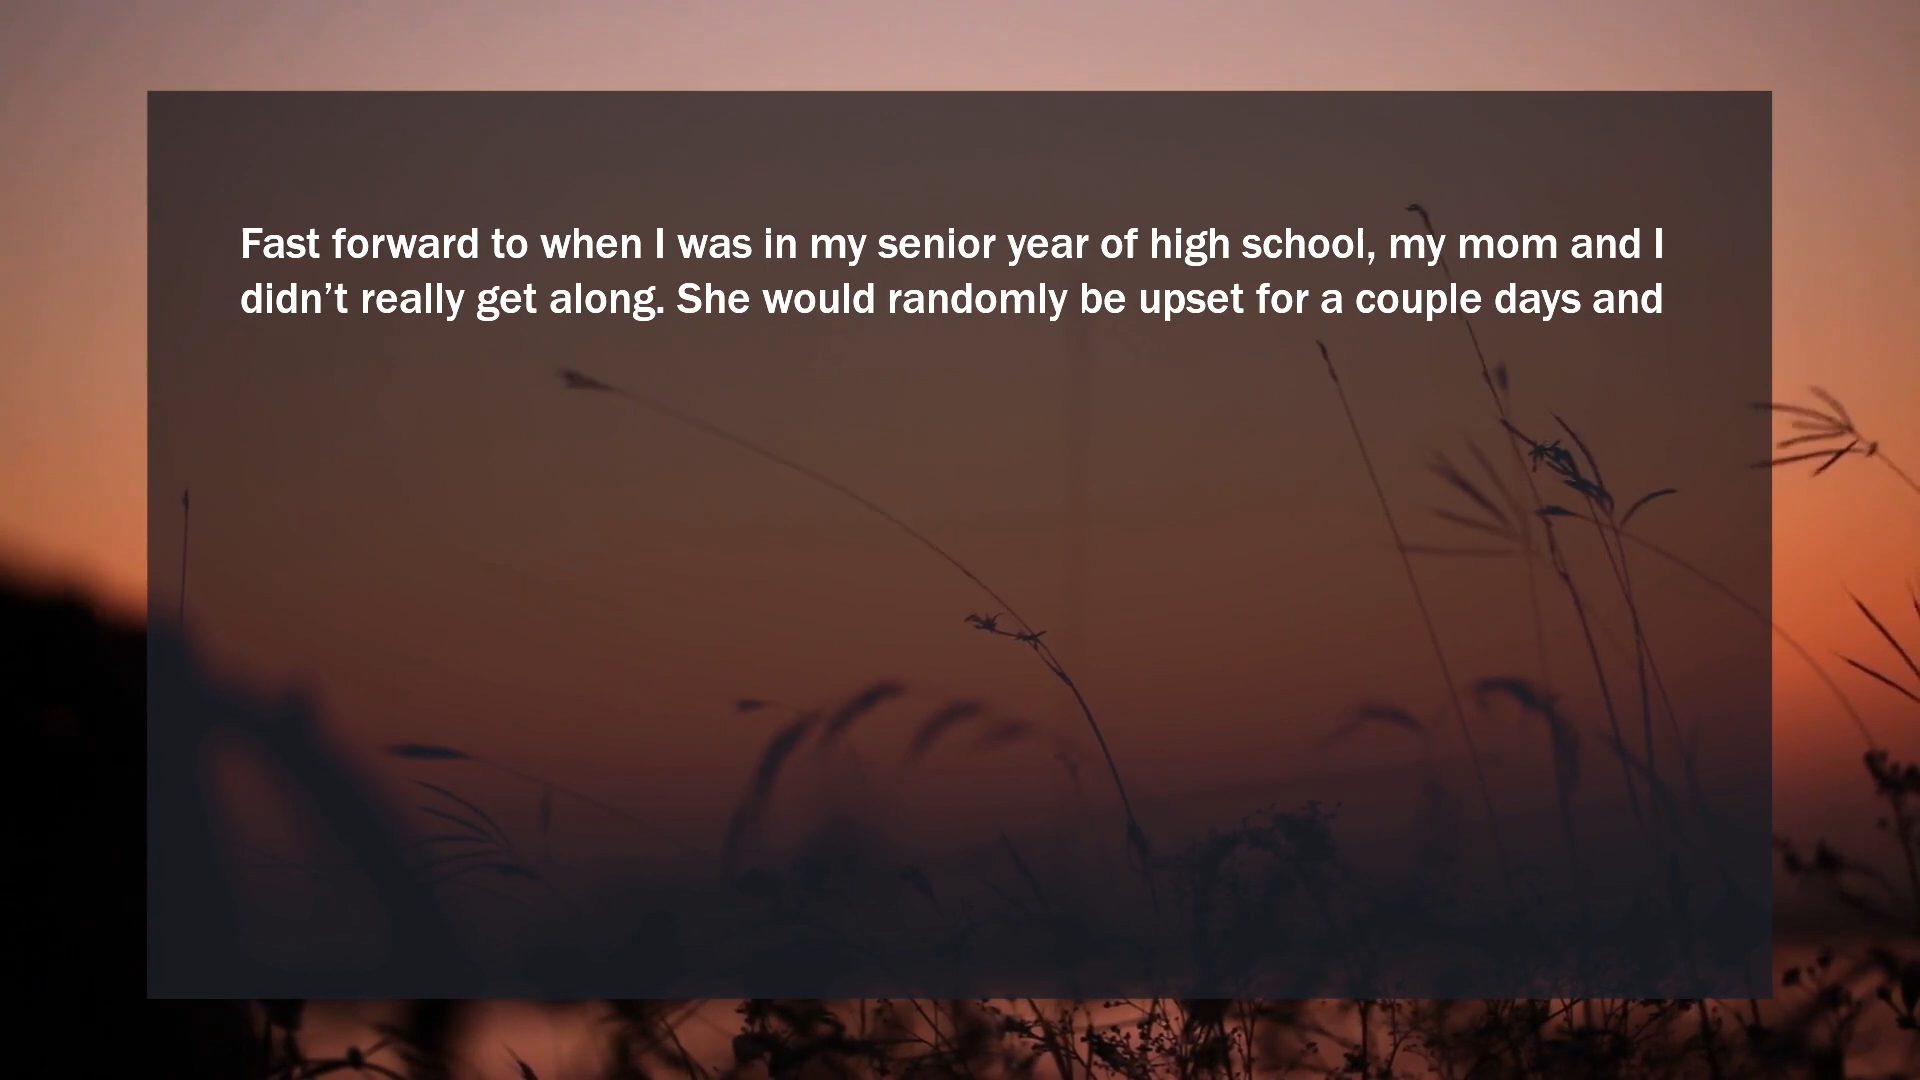 Fast forward to when I was in my senior year of high school, my mom and I
didn’t really get along. She would randomly be upset for a couple days and